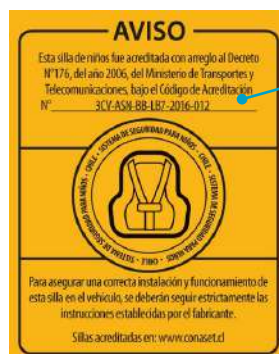 AVISO
Esta silla de niños fue acreditada con arreglo al Decreto
N°176, del año 2006, del Ministerio de Transportes y
Telecomunicaciones, bajo el Código de Acreditación
N° 3CV-ASN-BB-LB7-2016-012
SISTEMA DE SEGURIDAD PARA NIÑOS - CHILE - SISTEMA DE SEGURIDAD PARA NIÑOS - CHILE -
Para asegurar una correcta instalación y funcionamiento de
esta silla en el vehículo, se deberán seguir estrictamente las
instrucciones establecidas por el fabricante.
Sillas acreditadas en: www.conaset.cl